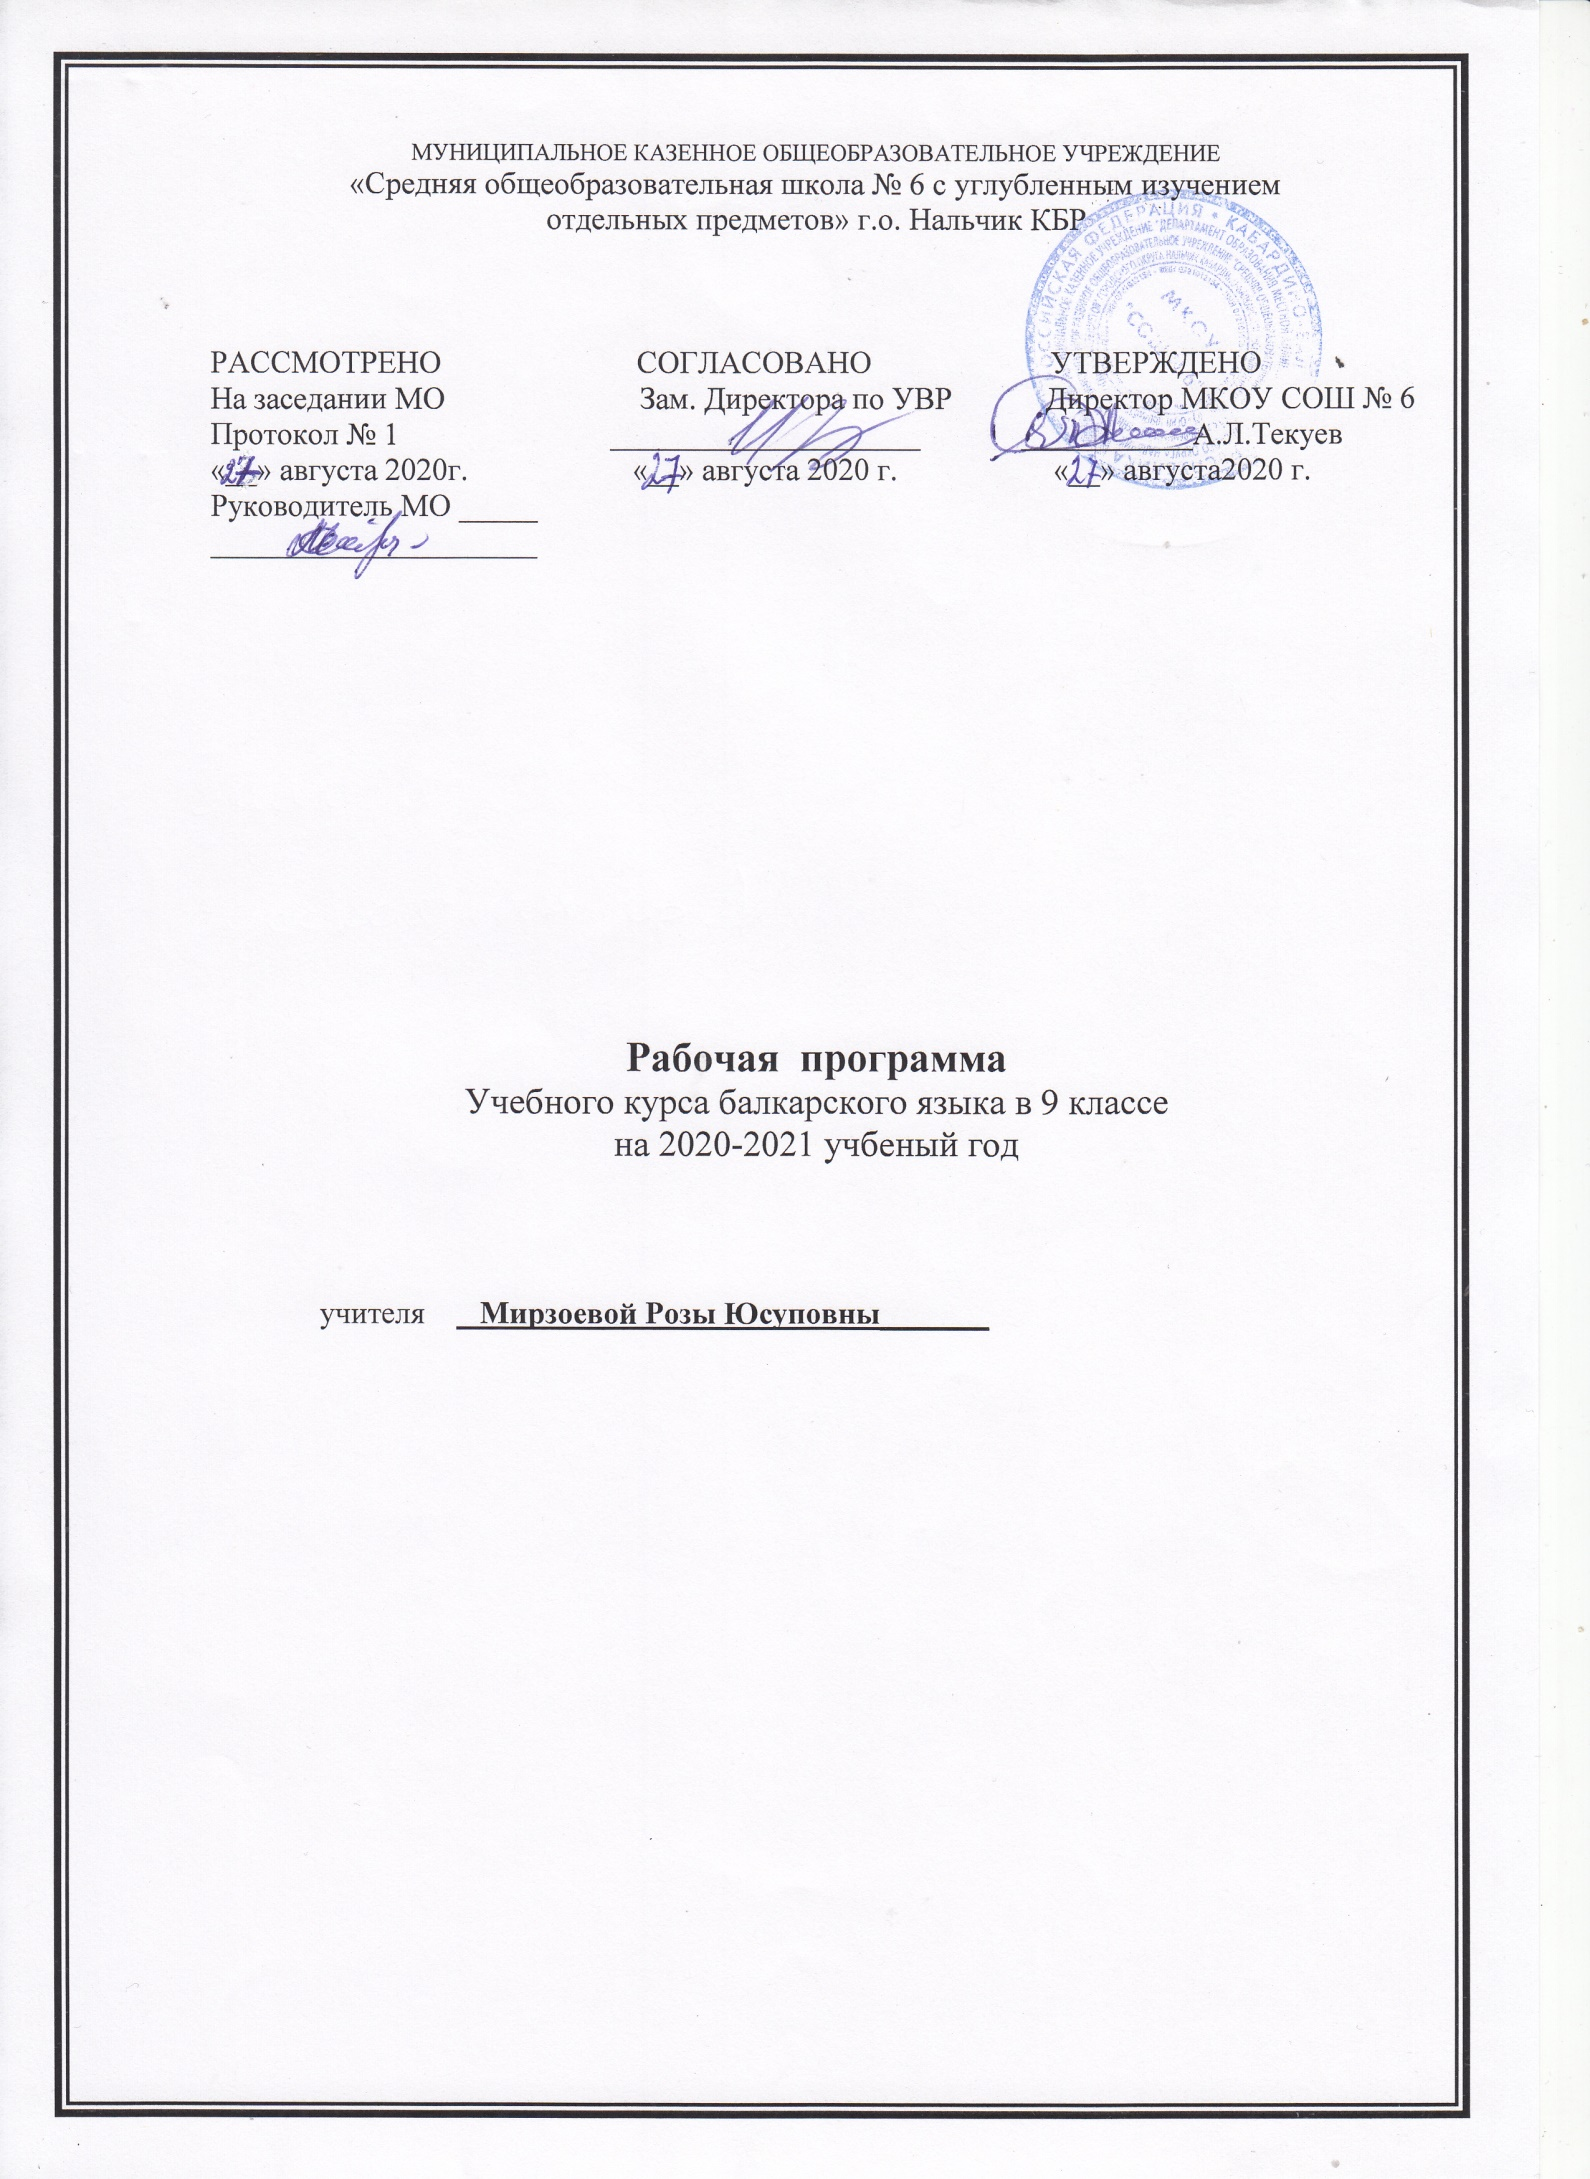 МУНИЦИПАЛЬНОЕ КАЗЕННОЕ ОБЩЕОБРАЗОВАТЕЛЬНОЕ УЧРЕЖДЕНИЕ
«Средняя общеобразовательная школа № 6 с углубленным изучением
отдельных предметов» г.о. Нальчик КБР
РАССМОТРЕНО СОГЛАСОВАНО УТВЕРЖДЕНО
На заседании МО Зам. Директора по УВР Директор МКОУ СОШ № 6
Протокол № 1 А.Л.Текуев
«27» августа 2020г. «27» августа 2020 г. «27» августа2020 г.
Руководитель МО
Рабочая программа
Учебного курса балкарского языка в 9 классе
на 2020-2021 учбеный год
учителя Мирзоевой Розы Юсуповны